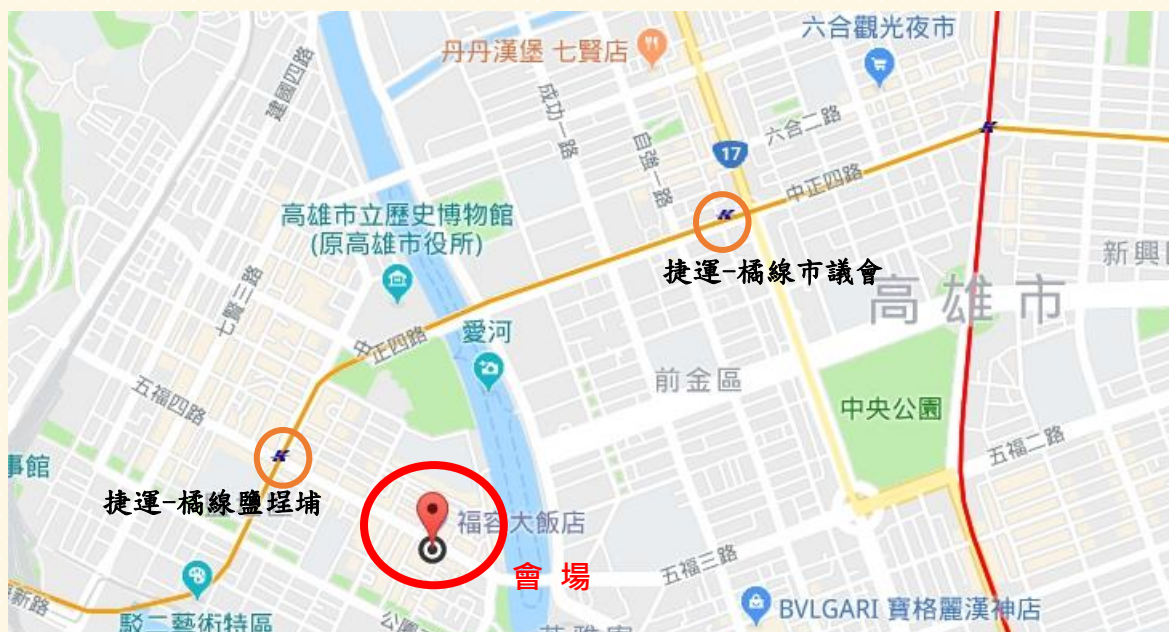 六合觀光夜市
丹丹漢堡 七賢店
建國四路
成功一路
六合二路
自強一路
17
中正四路
高雄市立歷史博物館
(原高雄市役所)
捷運-橘線市議會
新興
高雄市
七賢三路
中正四路
愛河
前金區
中央公園
五福四路
五福二路
事館
捷運-橘線鹽埕埔
福容大飯店
會場
五福三路
新路
駁二藝術特區
BVLGARI 寶格麗漢神店